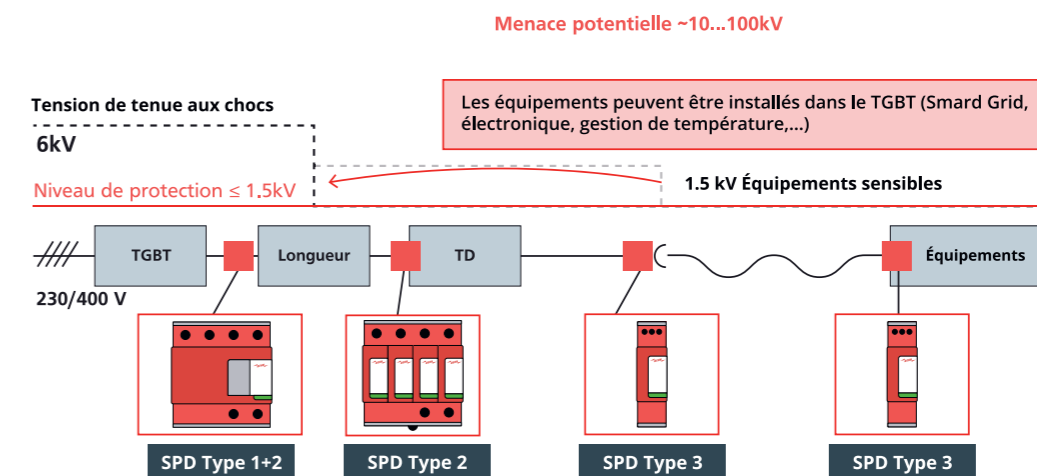 Menace potentielle ~10...100kV
Les équipements peuvent être installés dans le TGBT (Smard Grid,
électronique, gestion de température,...)
Tension de tenue aux chocs
6kV
Niveau de protection ≤ 1.5kV
1.5 kV Équipements sensibles
TGBT
Longueur
TD
Équipements
230/400 V
SPD Type 1+2
SPD Type 2
SPD Type 3
SPD Type 3